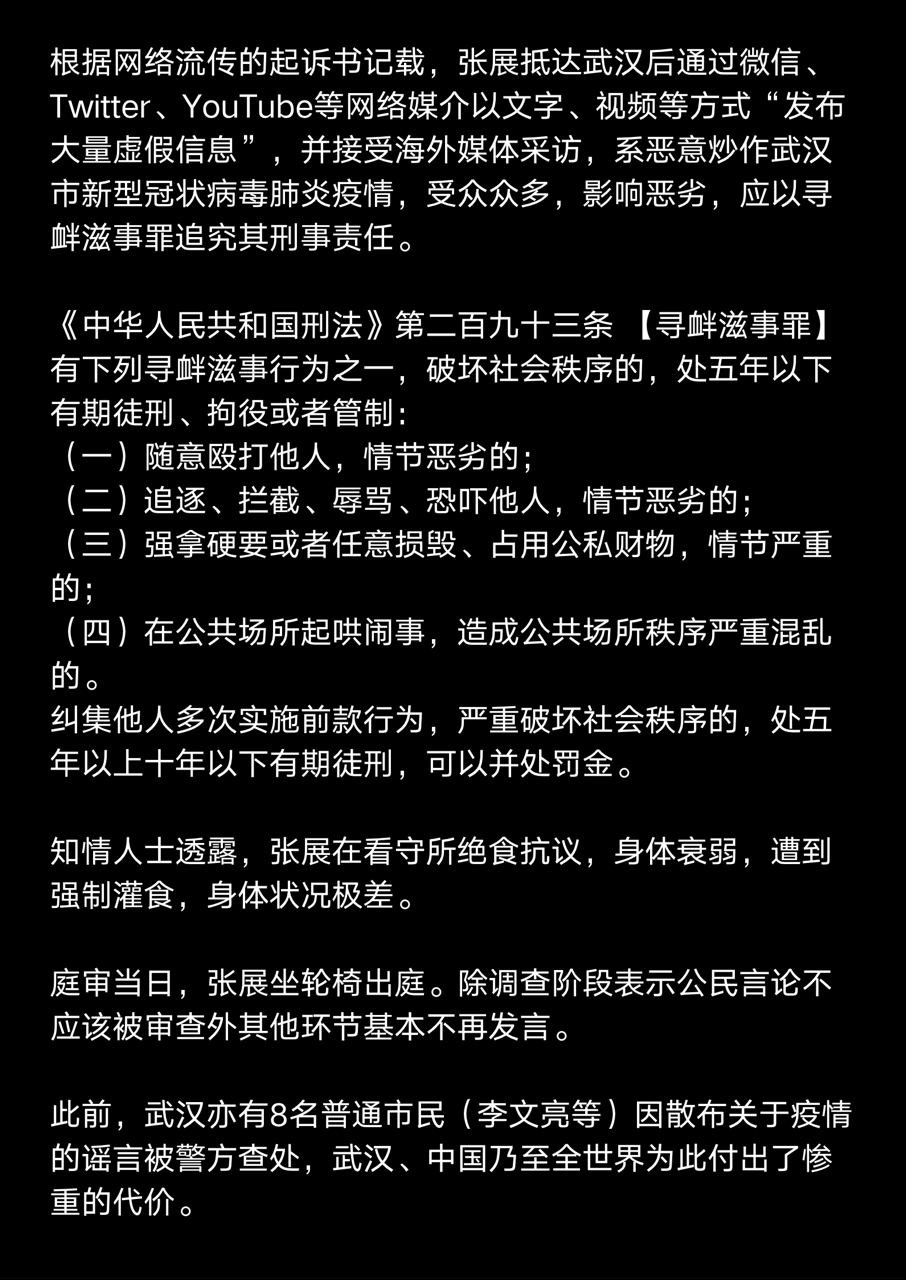 根据网络流传的起诉书记载，张展抵达武汉后通过微信、
Twitter、YouTube等网络媒介以文字、视频等方式“发布
大量虚假信息”，并接受海外媒体采访，系恶意炒作武汉
市新型冠状病毒肺炎疫情，受众众多，影响恶劣，应以寻
衅滋事罪追究其刑事责任。
《中华人民共和国刑法》第二百九十三条 【寻衅滋事罪】
有下列寻衅滋事行为之一，破坏社会秩序的，处五年以下
有期徒刑、拘役或者管制：
（一）随意殴打他人，情节恶劣的；
（二）追逐、拦截、辱骂、恐吓他人，情节恶劣的；
（三）强拿硬要或者任意损毁、占用公私财物，情节严重
的；
（四）在公共场所起哄闹事，造成公共场所秩序严重混乱
的。
纠集他人多次实施前款行为，严重破坏社会秩序的，处五
年以上十年以下有期徒刑，可以并处罚金。
知情人士透露，张展在看守所绝食抗议，身体衰弱，遭到
强制灌食，身体状况极差。
庭审当日，张展坐轮椅出庭。除调查阶段表示公民言论不
应该被审查外其他环节基本不再发言。
此前，武汉亦有8名普通市民（李文亮等）因散布关于疫情
的谣言被警方查处，武汉、中国乃至全世界为此付出了惨
重的代价。